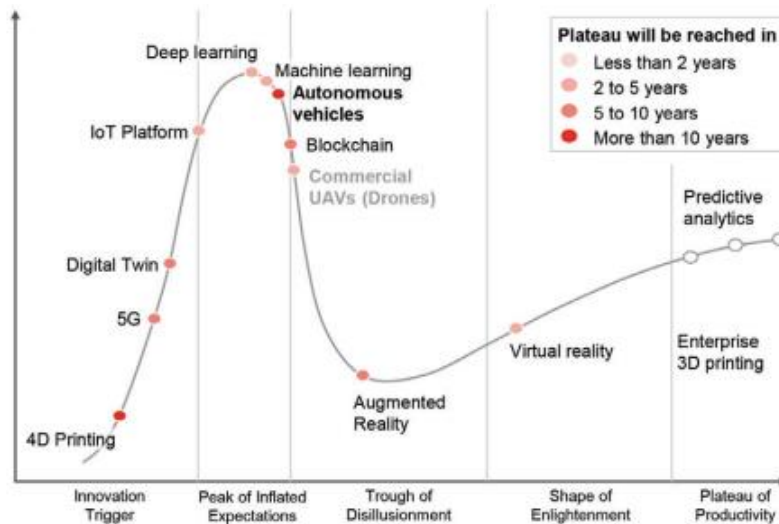 Plateau will be reached in
Less than 2 years
2 to 5 years
5 to 10 years
More than 10 years
Deep learning
Machine learning
Autonomous
vehicles
IoT Platform
Blockchain
Commercial
UAVs (Drones)
Predictive
analytics
Digital Twin
5G
Virtual reality
Enterprise
3D printing
Augmented
Reality
4D Printing
Innovation
Trigger
Peak of Inflated
Expectations
Trough of
Disillusionment
Shape of
Enlightenment
Plateau of
Productivity